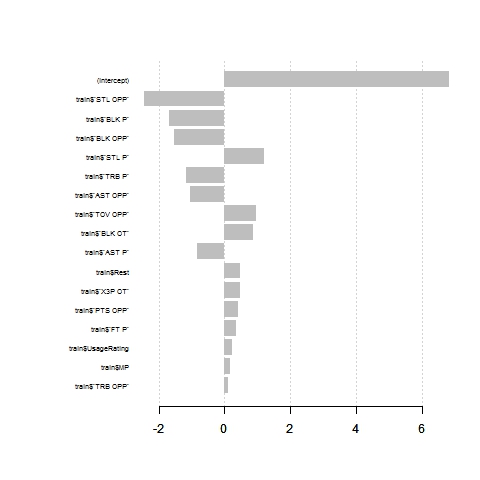 (Intercept)
train$`STL OPP`
train$`BLK P`
train$`BLK OPP`
train$`STL P`
train$`TRB P`
train$`AST OPP`
train$`TOV OPP`
train$`BLK OT`
train$`AST P`
train$Rest
train$`X3P OT`
train$`PTS OPP`
train$`FT P`
train$UsageRating
train$MP
train$`TRB OPP`
-2 0 2 4 6